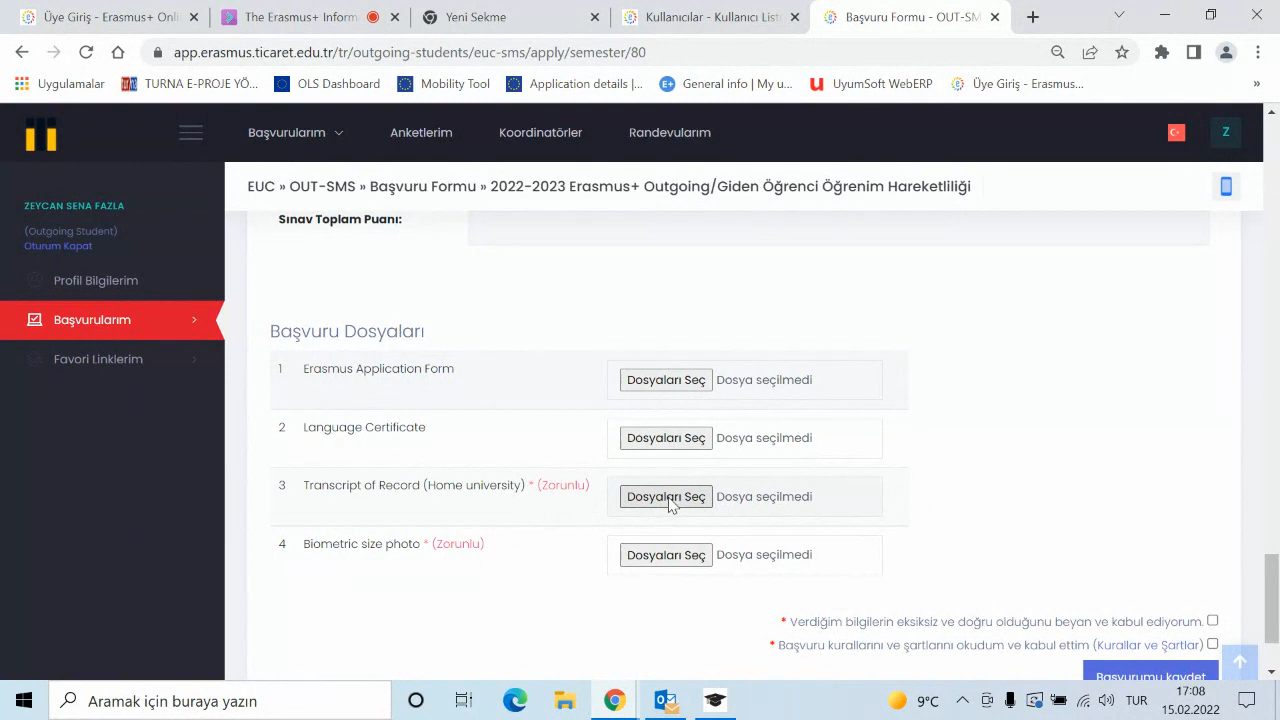 Üye Giriş - Erasmus+ Onli
The Erasmus+ Inform
Yeni Sekme
Kullanıcılar - Kullanıcı List
Başvuru Formu - OUT-SM
app.erasmus.ticaret.edu.tr/tr/outgoing-students/euc-sms/apply/semester/80
Uygulamalar
TURNA E-PROJE YÖ...
OLS Dashboard
Mobility Tool
Application details |...
General info | My u...
UyumSoft WebERP
Üye Giriş - Erasmus...
»
Başvurularım
Anketlerim
Koordinatörler
Randevularım
Z
EUC » OUT-SMS » Başvuru Formu » 2022-2023 Erasmus+ Outgoing/Giden Öğrenci Öğrenim Hareketliliği
ZEYCAN SENA FAZLA
(Outgoing Student)
Oturum Kapat
Profil Bilgilerim
Başvurularım
Favori Linklerim
Sınav Toplam Puanı:
Başvuru Dosyaları
1 Erasmus Application Form Dosyaları Seç Dosya seçilmedi
2 Language Certificate Dosyaları Seç Dosya seçilmedi
3 Transcript of Record (Home university) * (Zorunlu) Dosyaları Seç Dosya seçilmedi
4 Biometric size photo * (Zorunlu) Dosyaları Seç Dosya seçilmedi
* Verdiğim bilgilerin eksiksiz ve doğru olduğunu beyan ve kabul ediyorum.
* Başvuru kurallarını ve şartlarını okudum ve kabul ettim (Kurallar ve Şartlar)
Başvurumu kaydet
Aramak için buraya yazın
9°C
TUR
17:08
15.02.2022